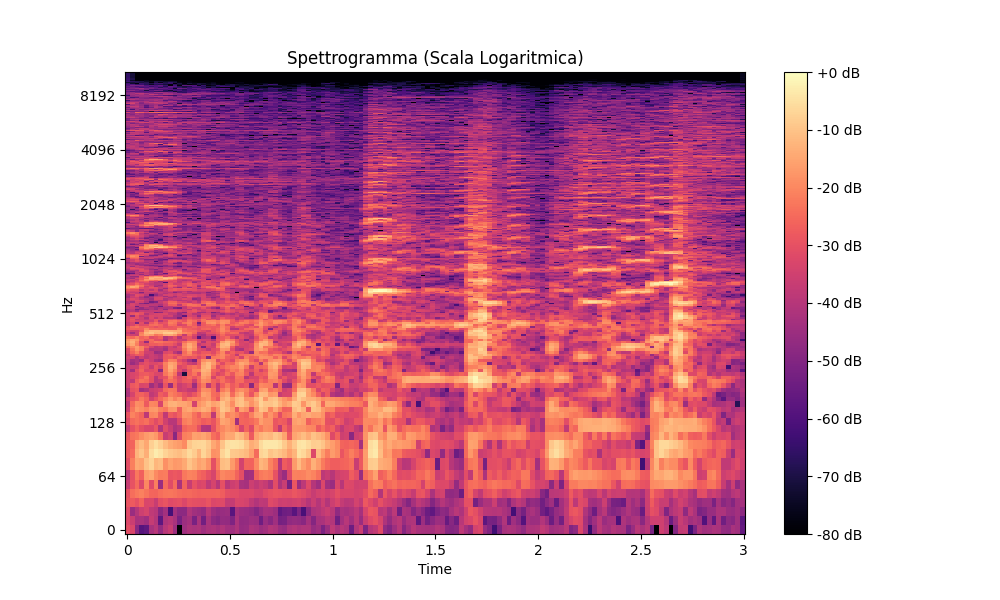 Spettrogramma (Scala Logaritmica)
Hz
8192
4096
2048
1024
512
256
128
64
0
0 0.5 1 1.5 2 2.5 3
Time
+0 dB
-10 dB
-20 dB
-30 dB
-40 dB
-50 dB
-60 dB
-70 dB
-80 dB